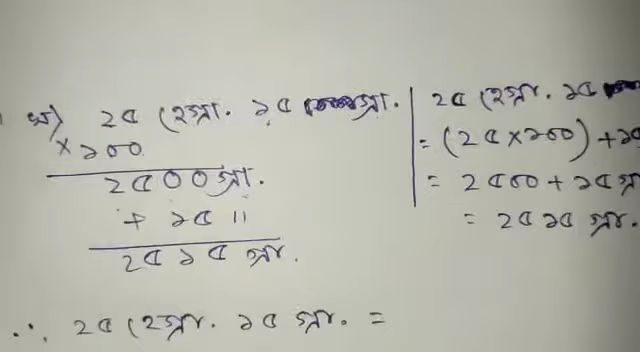 ঘ) ২৫ হেগ্রা. ১৫ গ্রা.
× ১০০
২৫০০ গ্রা.
+ ১৫ "
২৫১৫ গ্রা.
∴ ২৫ হেগ্রা. ১৫ গ্রা. =
২৫ হেগ্রা. ১৫
= (২৫×১০০) + ১৫
= ২৫০০ + ১৫ গ্রা
= ২৫১৫ গ্রা.